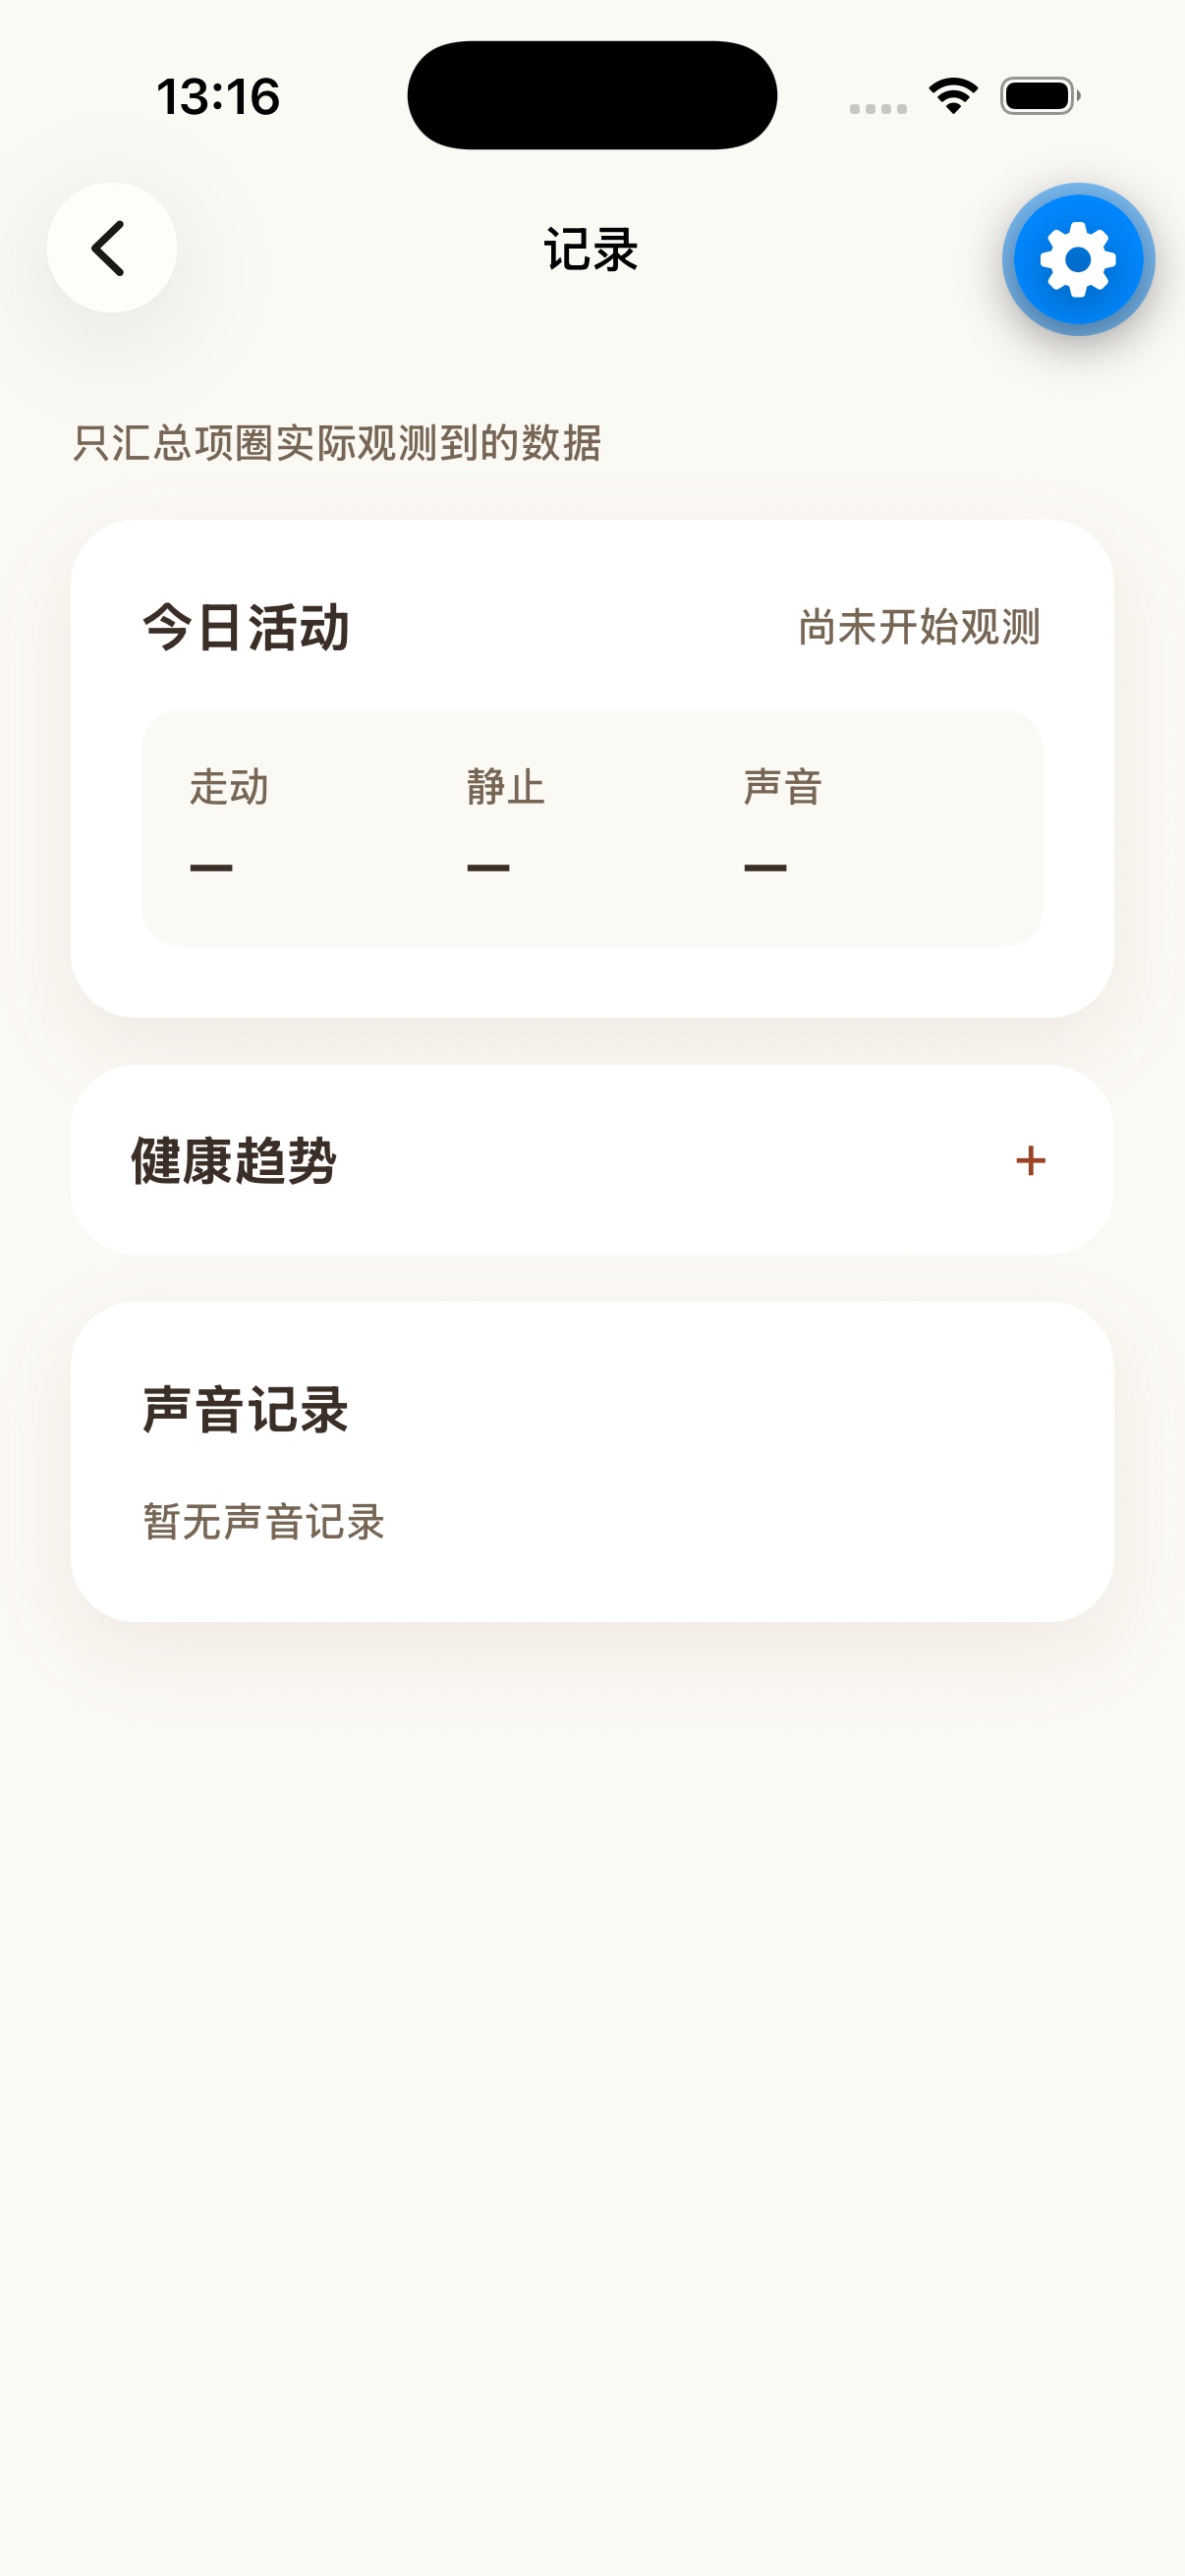 13:16
记录
只汇总项圈实际观测到的数据
今日活动 尚未开始观测
走动 静止 声音
— — —
健康趋势 +
声音记录
暂无声音记录